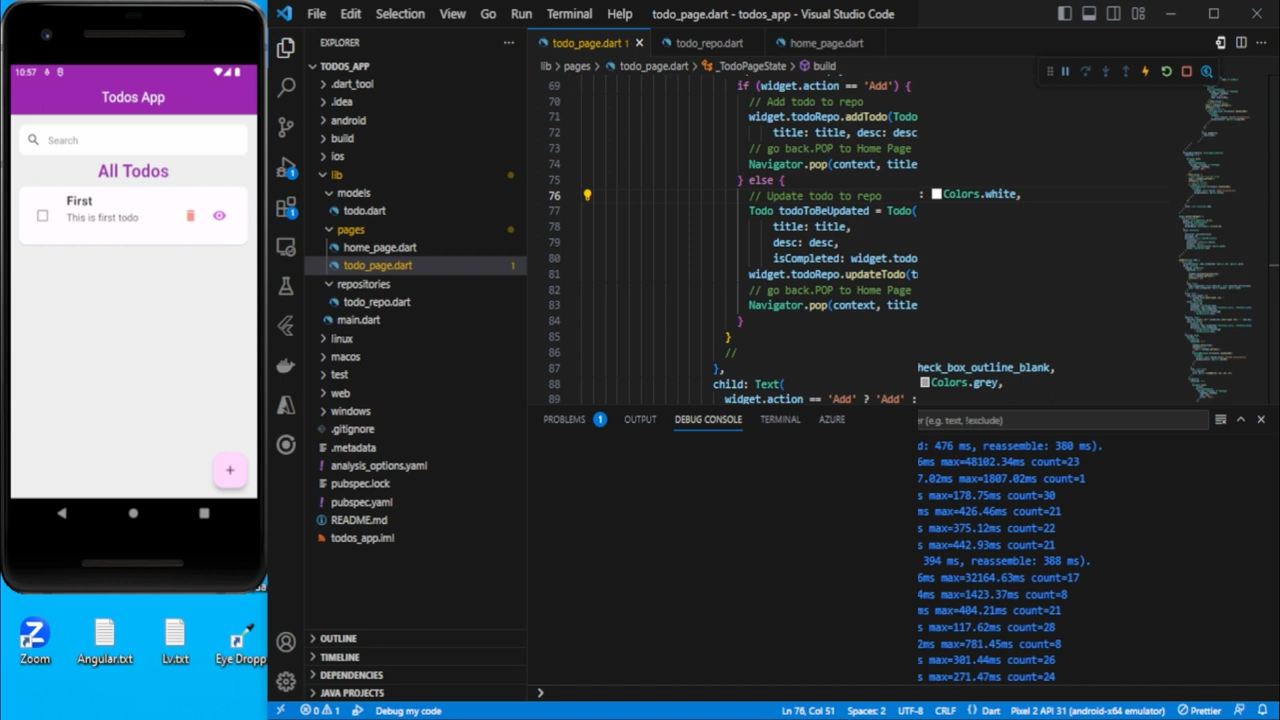 File Edit Selection View Go Run Terminal Help todo_page.dart - todos_app - Visual Studio Code
10:57
Todos App
Search
All Todos
First
This is first todo
+
Zoom
Angular.txt
Lv.txt
Eye Dropp
EXPLORER
TODOS_APP
.dart_tool
.idea
android
build
ios
lib
models
todo.dart
pages
home_page.dart
todo_page.dart 1
repositories
todo_repo.dart
main.dart
linux
macos
test
web
windows
.gitignore
.metadata
analysis_options.yaml
pubspec.lock
pubspec.yaml
README.md
todos_app.iml
OUTLINE
TIMELINE
DEPENDENCIES
JAVA PROJECTS
todo_page.dart 1 todo_repo.dart home_page.dart
lib > pages > todo_page.dart > _TodoPageState > build
69 if (widget.action == 'Add') {
70 // Add todo to repo
71 widget.todoRepo.addTodo(Todo
72 title: title, desc: desc
73 // go back.POP to Home Page
74 Navigator.pop(context, title
75 } else {
76 // Update todo to repo : Colors.white,
77 Todo todoToBeUpdated = Todo(
78 title: title,
79 desc: desc,
80 isCompleted: widget.todo
81 widget.todoRepo.updateTodo(t
82 // go back.POP to Home Page
83 Navigator.pop(context, title
84 }
85 }
86 //
87 }, heck_box_outline_blank,
88 child: Text( Colors.grey,
89 widget.action == 'Add' ? 'Add' :
PROBLEMS 1 OUTPUT DEBUG CONSOLE TERMINAL AZURE
r (e.g. text, !exclude)
d: 476 ms, reassemble: 380 ms).
6ms max=48102.34ms count=23
7.02ms max=1807.02ms count=1
s max=178.75ms count=30
s max=426.46ms count=21
s max=375.12ms count=22
s max=442.93ms count=21
394 ms, reassemble: 388 ms).
6ms max=32164.63ms count=17
4ms max=1423.37ms count=8
s max=404.21ms count=21
s max=117.62ms count=28
2ms max=781.45ms count=8
s max=301.44ms count=26
s max=271.47ms count=24
0 1 Debug my code Ln 76, Col 51 Spaces: 2 UTF-8 CRLF {} Dart Pixel 2 API 31 (android-x64 emulator) Prettier